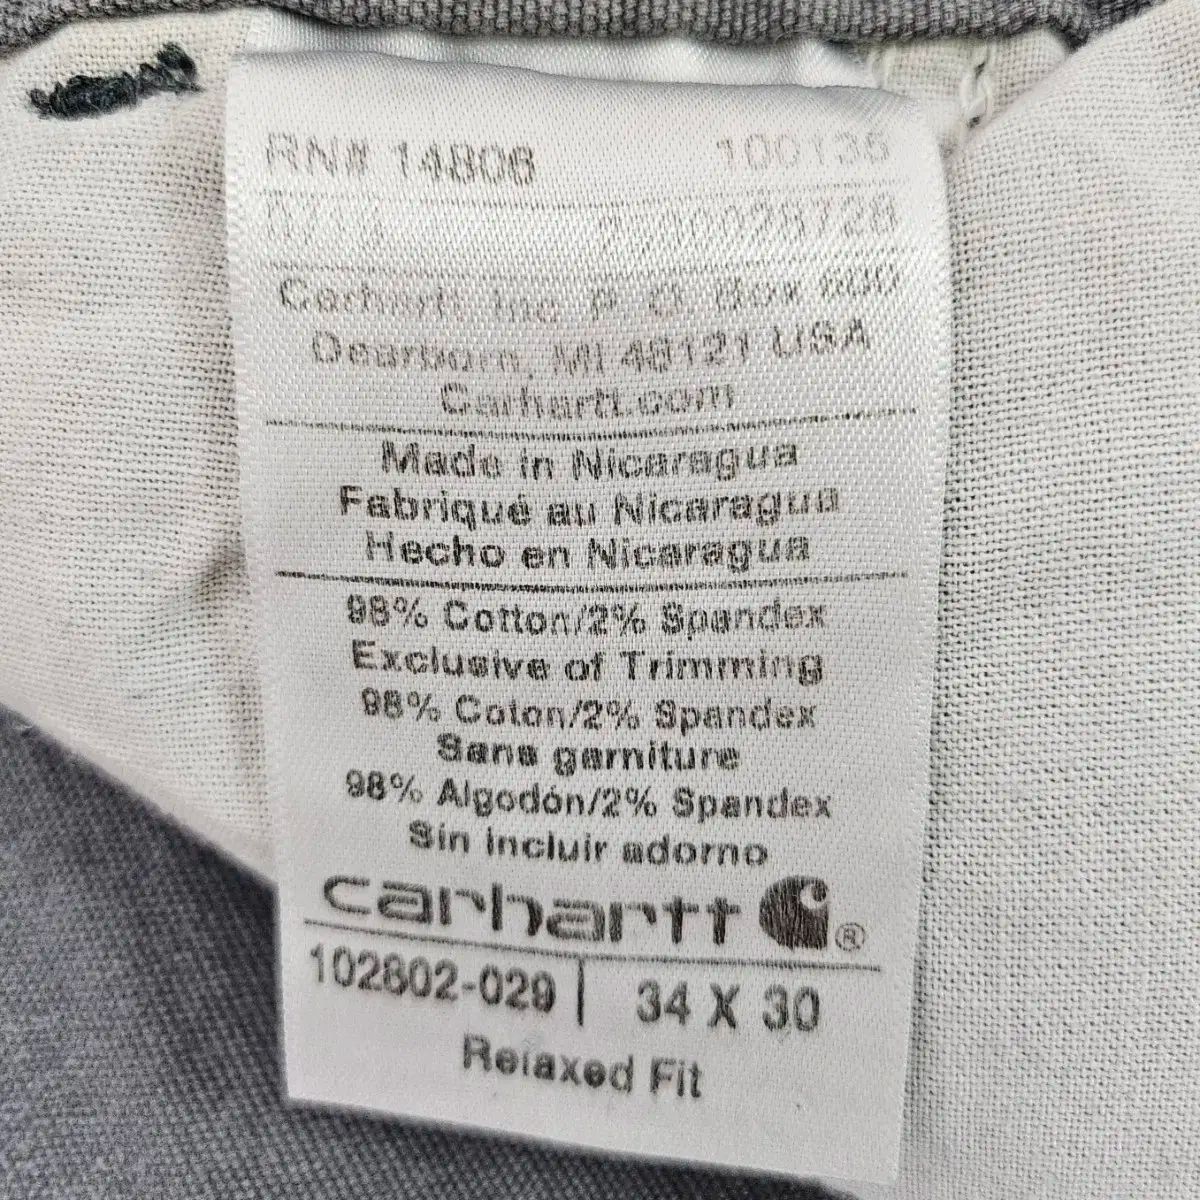 RN# 14806 100136
Carhartt, Inc. P. O. Box 600
Dearborn, MI 48121 USA
Carhartt.com
Made in Nicaragua
Fabriqué au Nicaragua
Hecho en Nicaragua
98% Cotton/2% Spandex
Exclusive of Trimming
98% Coton/2% Spandex
Sans garniture
98% Algodón/2% Spandex
Sin incluir adorno
carhartt ®
102802-029 | 34 X 30
Relaxed Fit